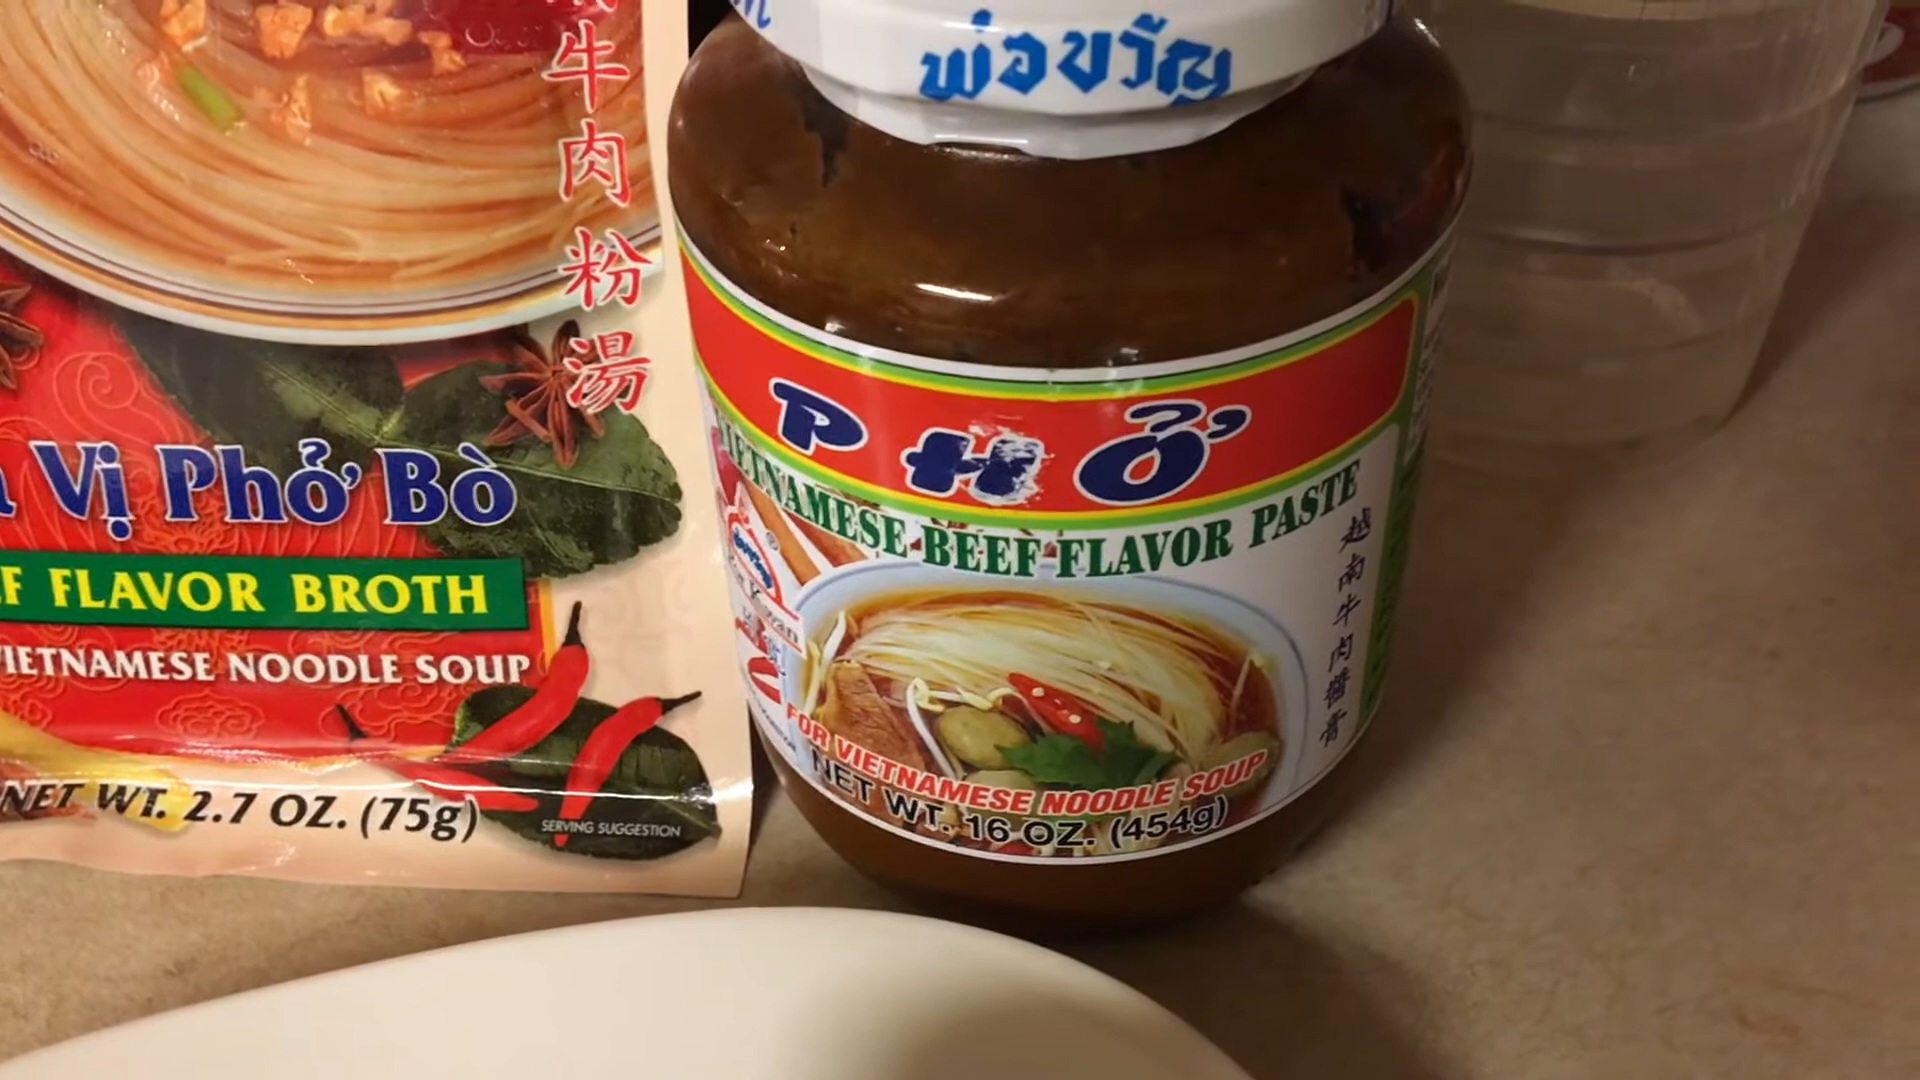 牛肉粉湯
Vị Phở Bò
FLAVOR BROTH
VIETNAMESE NOODLE SOUP
NET WT. 2.7 OZ. (75g)
SERVING SUGGESTION
พ่อขวัญ
PHỞ
VIETNAMESE BEEF FLAVOR PASTE
越南牛肉醬膏
FOR VIETNAMESE NOODLE SOUP
NET WT. 16 OZ. (454g)